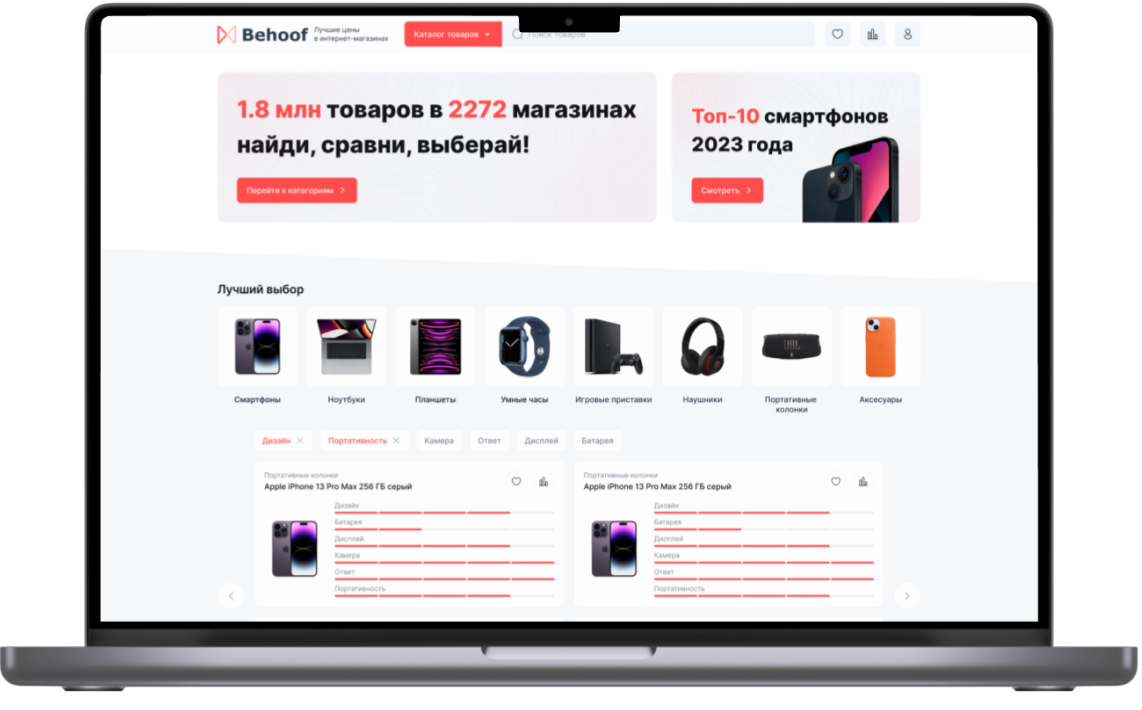 Behoof
Лучшие цены
в интернет-магазинах
Каталог товаров
Поиск товаров
1.8 млн товаров в 2272 магазинах
найди, сравни, выберай!
Перейти к категориям
Топ-10 смартфонов
2023 года
Смотреть
Лучший выбор
JBL
Смартфоны
Ноутбуки
Планшеты
Умные часы
Игровые приставки
Наушники
Портативные
колонки
Аксесуары
Дизайн
Портативность
Камера
Ответ
Дисплей
Батарея
Портативные колонки
Apple iPhone 13 Pro Max 256 ГБ серый
Дизайн
Батарея
Дисплей
Камера
Ответ
Портативность
Портативные колонки
Apple iPhone 13 Pro Max 256 ГБ серый
Дизайн
Батарея
Дисплей
Камера
Ответ
Портативность